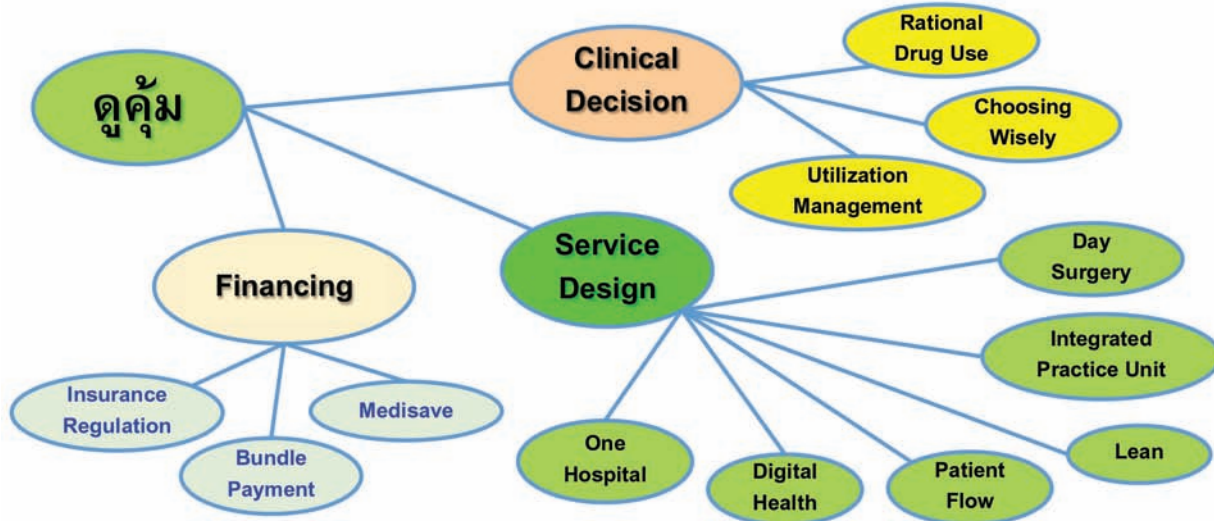 ดูคุ้ม
Clinical
Decision
Rational
Drug Use
Choosing
Wisely
Utilization
Management
Service
Design
Day
Surgery
Integrated
Practice Unit
Lean
Patient
Flow
Digital
Health
One
Hospital
Financing
Insurance
Regulation
Bundle
Payment
Medisave